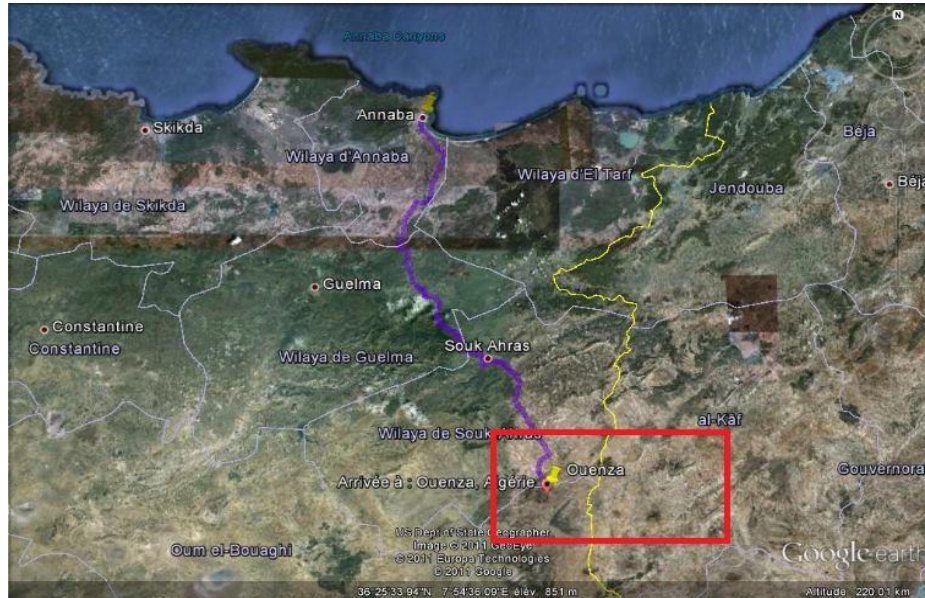 N
Annaba Canyons
Annaba
Skikda
Béja
Wilaya d'Annaba
Wilaya d'El Tarf
Jendouba
Béja
Wilaya de Skikda
Guelma
Constantine
Constantine
Souk Ahras
Wilaya de Guelma
al-Kāf
Wilaya de Souk Ahras
Ouenza
Arrivée à : Ouenza, Algérie
Gouvernora
US Dept of State Geographer
Image © 2011 GeoEye
© 2011 Europa Technologies
© 2011 Google
Oum el-Bouaghi
Google earth
36°25'33.94"N 7°54'36.09"E élév. 851 m
Altitude 220.01 km